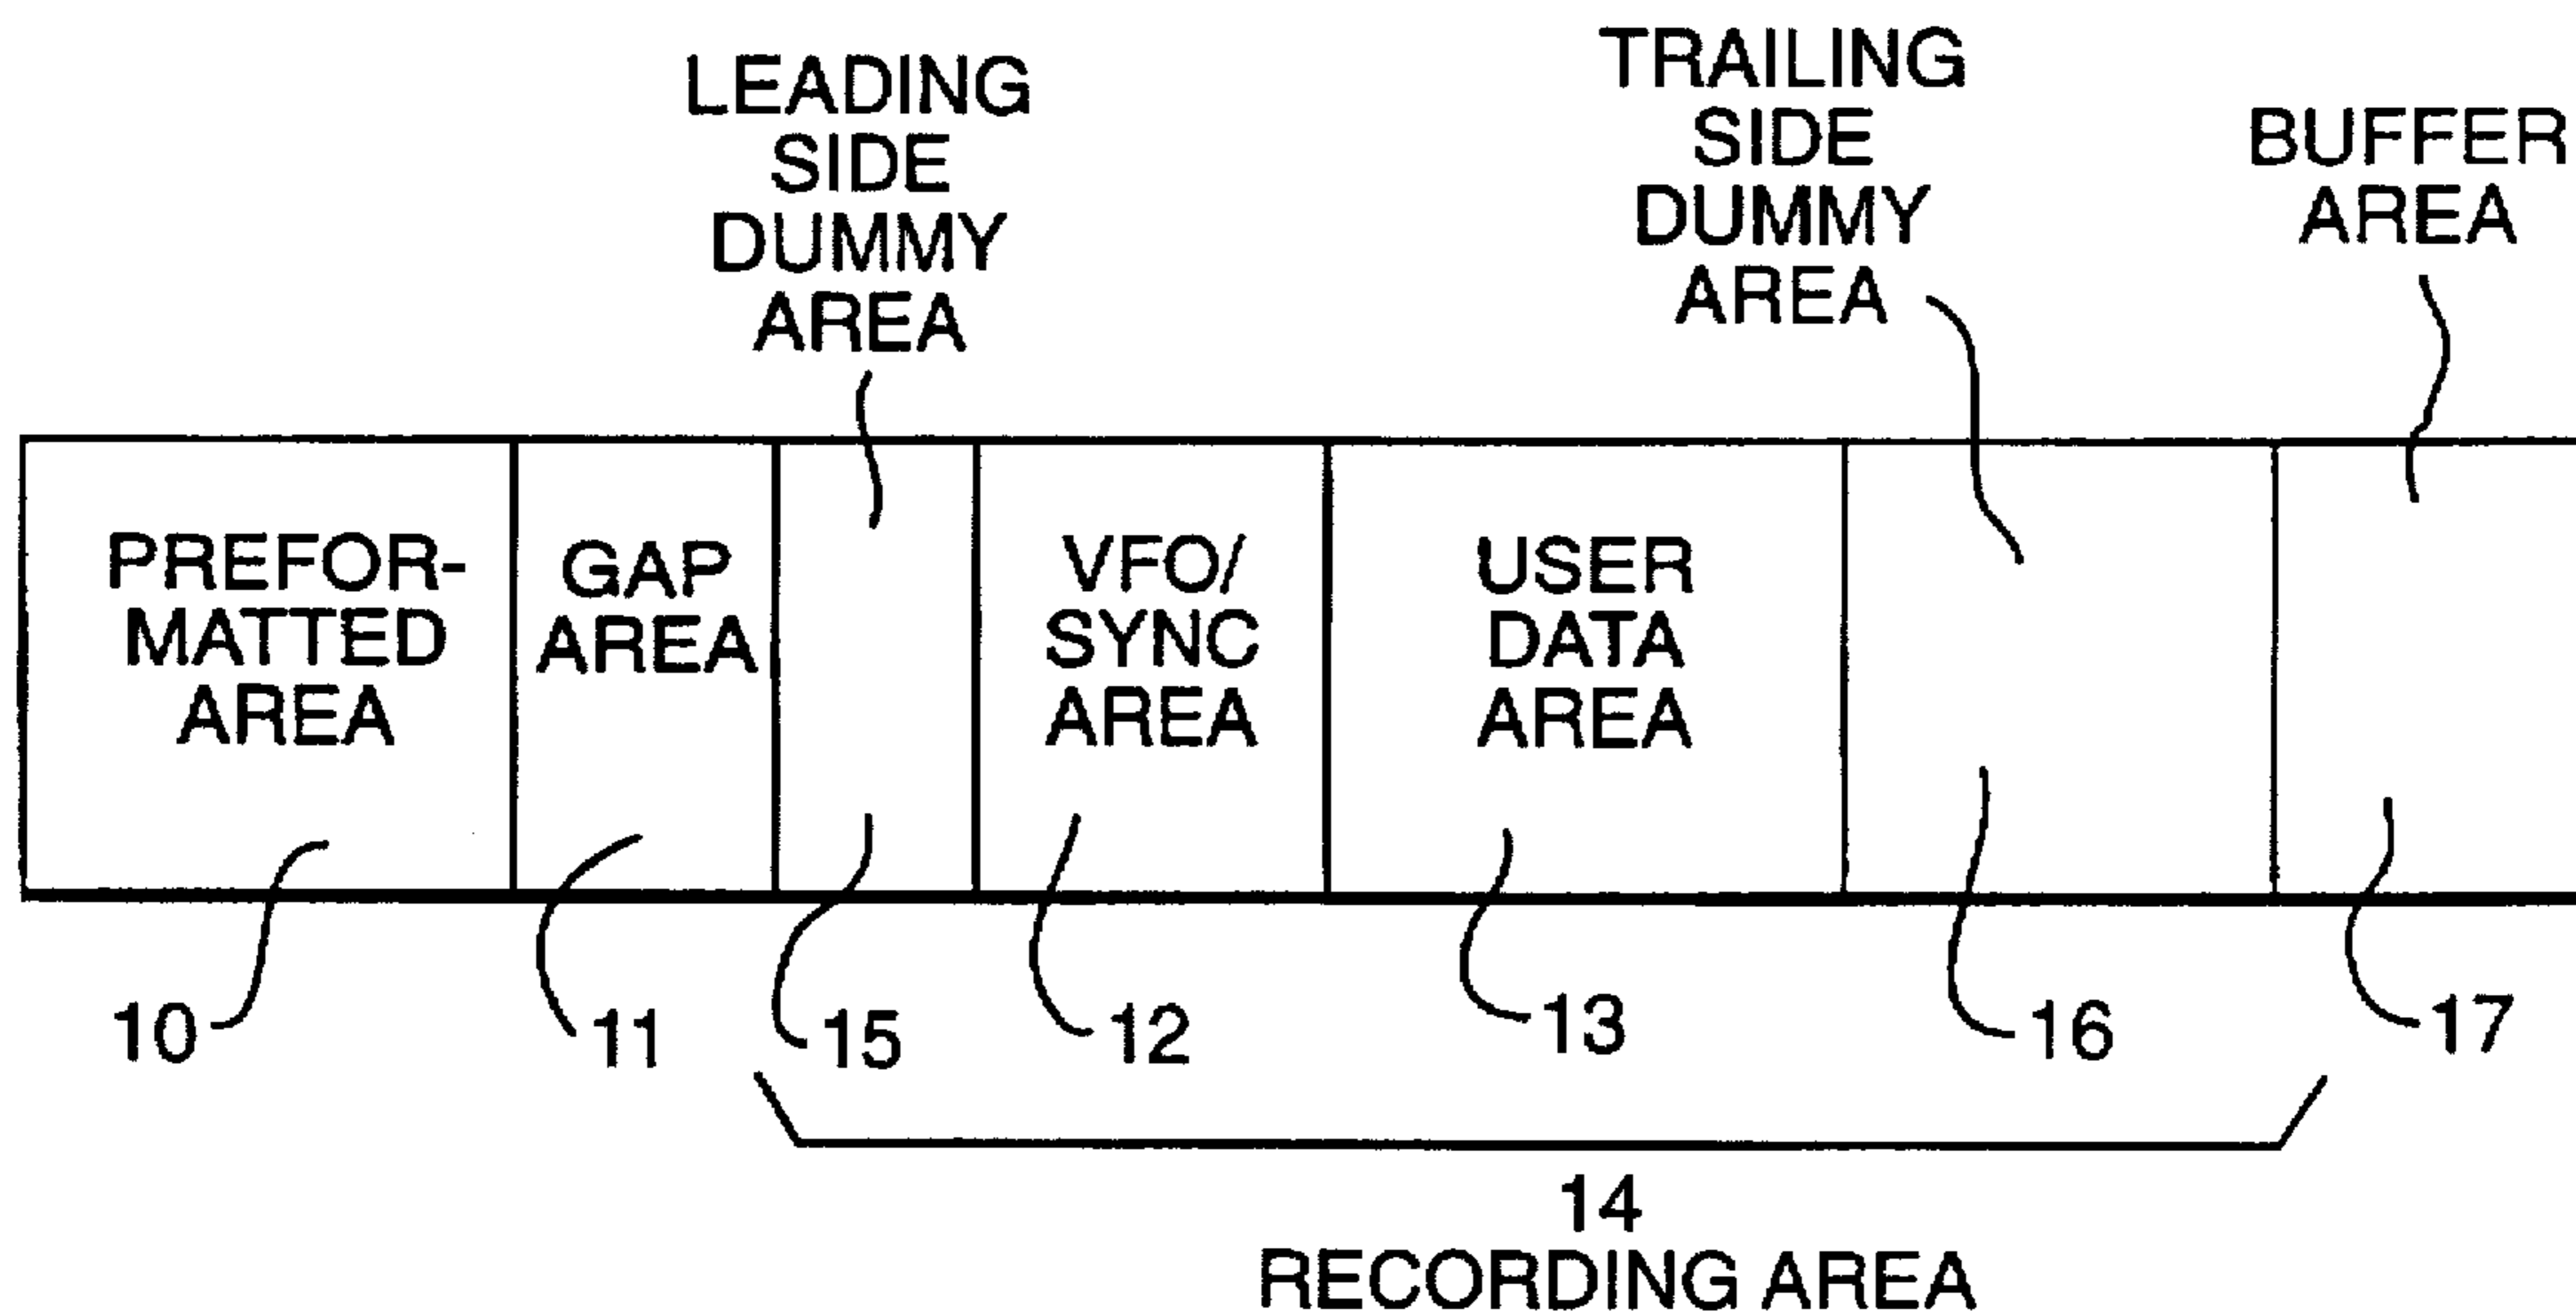 LEADING
SIDE
DUMMY
AREA
TRAILING
SIDE
DUMMY
AREA
BUFFER
AREA
PREFOR-
MATTED
AREA
GAP
AREA
VFO/
SYNC
AREA
USER
DATA
AREA
10
11
15
12
13
16
17
14
RECORDING AREA